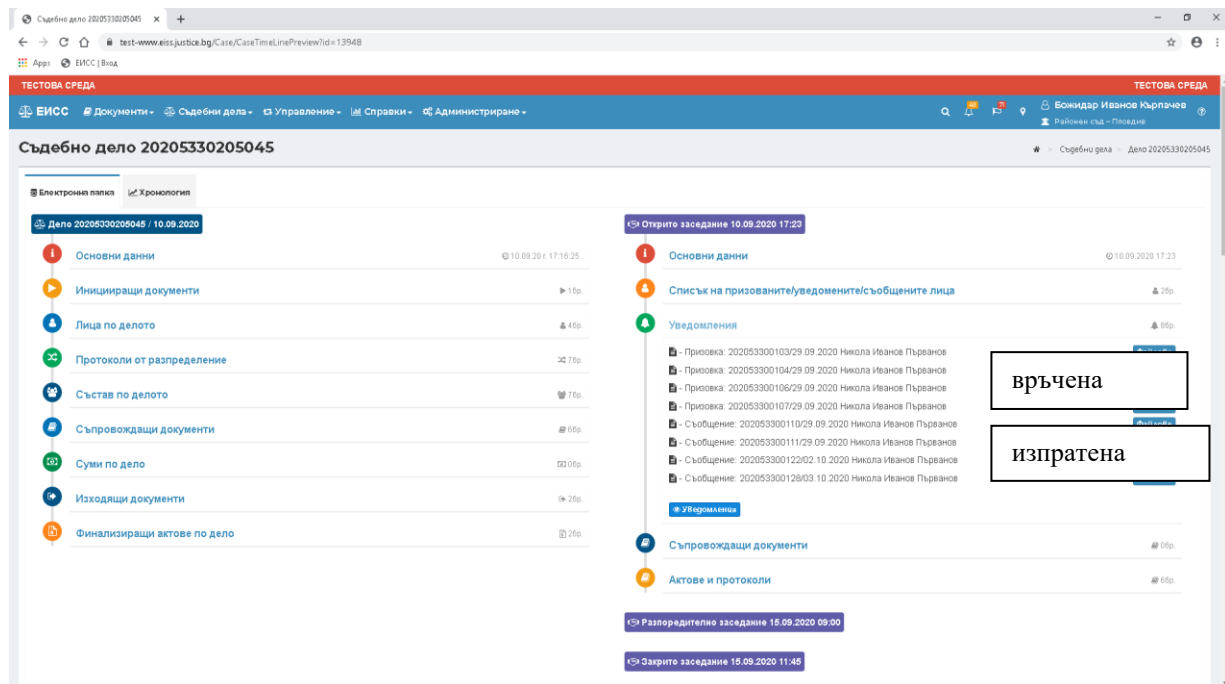 Съдебно дело 20205330205045 × +
test-www.eiss.justice.bg/Case/CaseTimeLinePreview?id=13948
Apps ЕИСС | Вход
ТЕСТОВА СРЕДА ТЕСТОВА СРЕДА
ЕИСС Документи Съдебни дела Управление Справки Администриране
Божидар Иванов Кърпачев
Районен съд – Пловдив
Съдебно дело 20205330205045
Съдебни дела Дело 20205330205045
Електронна папка Хронология
Дело 20205330205045 / 10.09.2020
Основни данни 10.09.20 г. 17:16:25 .
Иницииращи документи 1бр.
Лица по делото 4бр.
Протоколи от разпределение 7бр.
Състав по делото 7бр.
Съпровождащи документи 6бр.
Суми по дело 0бр.
Изходящи документи 2бр.
Финализиращи актове по дело 2бр.
Открито заседание 10.09.2020 17:23
Основни данни 10.09.2020 17:23
Списък на призованите/уведомените/съобщените лица 2бр.
Уведомления 8бр.
- Призовка: 202053300103/29.09.2020 Никола Иванов Първанов
- Призовка: 202053300104/29.09.2020 Никола Иванов Първанов
- Призовка: 202053300106/29.09.2020 Никола Иванов Първанов
- Призовка: 202053300107/29.09.2020 Никола Иванов Първанов
- Съобщение: 202053300110/29.09.2020 Никола Иванов Първанов
- Съобщение: 202053300111/29.09.2020 Никола Иванов Първанов
- Съобщение: 202053300122/02.10.2020 Никола Иванов Първанов
- Съобщение: 202053300128/03.10.2020 Никола Иванов Първанов
връчена
изпратена
Уведомления
Съпровождащи документи 0бр.
Актове и протоколи 6бр.
Разпоредително заседание 15.09.2020 09:00
Закрито заседание 15.09.2020 11:45